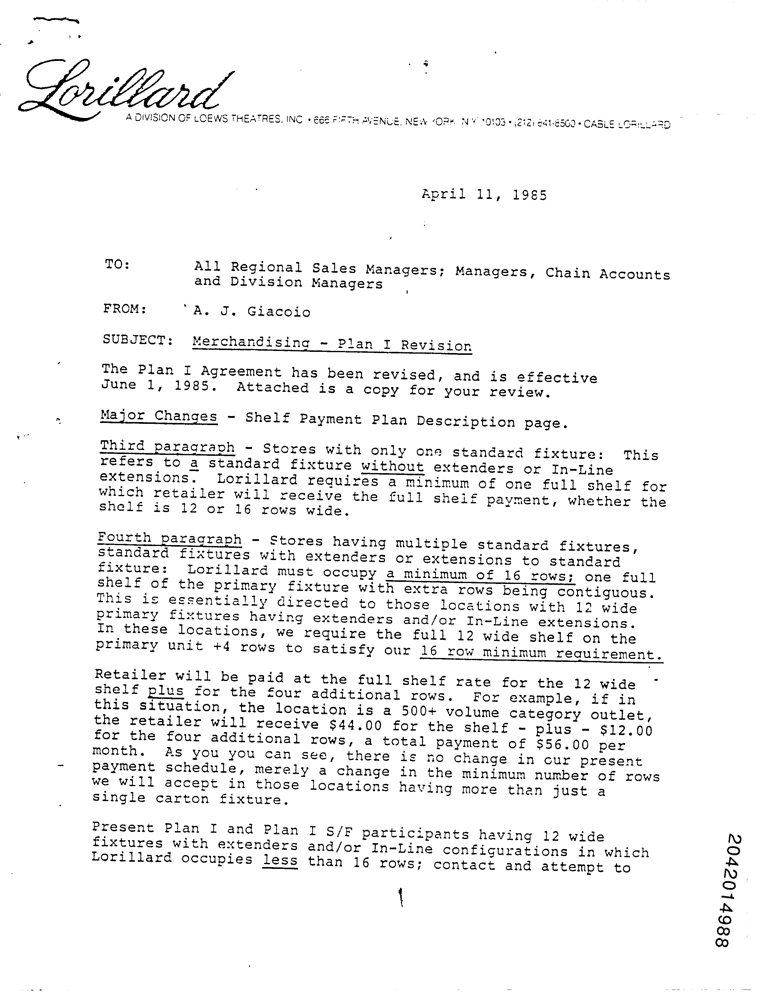 Lorillard
A DIVISION OF LOEWS THEATRES, INC • 666 FIFTH AVENUE, NEW YORK, N.Y. 10103 • (212) 841-8500 • CABLE LORILLARD
April 11, 1985
TO: All Regional Sales Managers; Managers, Chain Accounts
and Division Managers
FROM: A. J. Giacoio
SUBJECT: Merchandising - Plan I Revision
The Plan I Agreement has been revised, and is effective
June 1, 1985. Attached is a copy for your review.
Major Changes - Shelf Payment Plan Description page.
Third paragraph - Stores with only one standard fixture: This
refers to a standard fixture without extenders or In-Line
extensions. Lorillard requires a minimum of one full shelf for
which retailer will receive the full shelf payment, whether the
shelf is 12 or 16 rows wide.
Fourth paragraph - Stores having multiple standard fixtures,
standard fixtures with extenders or extensions to standard
fixture: Lorillard must occupy a minimum of 16 rows; one full
shelf of the primary fixture with extra rows being contiguous.
This is essentially directed to those locations with 12 wide
primary fixtures having extenders and/or In-Line extensions.
In these locations, we require the full 12 wide shelf on the
primary unit +4 rows to satisfy our 16 row minimum requirement.
Retailer will be paid at the full shelf rate for the 12 wide
shelf plus for the four additional rows. For example, if in
this situation, the location is a 500+ volume category outlet,
the retailer will receive $44.00 for the shelf - plus - $12.00
for the four additional rows, a total payment of $56.00 per
month. As you you can see, there is no change in our present
payment schedule, merely a change in the minimum number of rows
we will accept in those locations having more than just a
single carton fixture.
Present Plan I and Plan I S/F participants having 12 wide
fixtures with extenders and/or In-Line configurations in which
Lorillard occupies less than 16 rows; contact and attempt to
1
2042014988